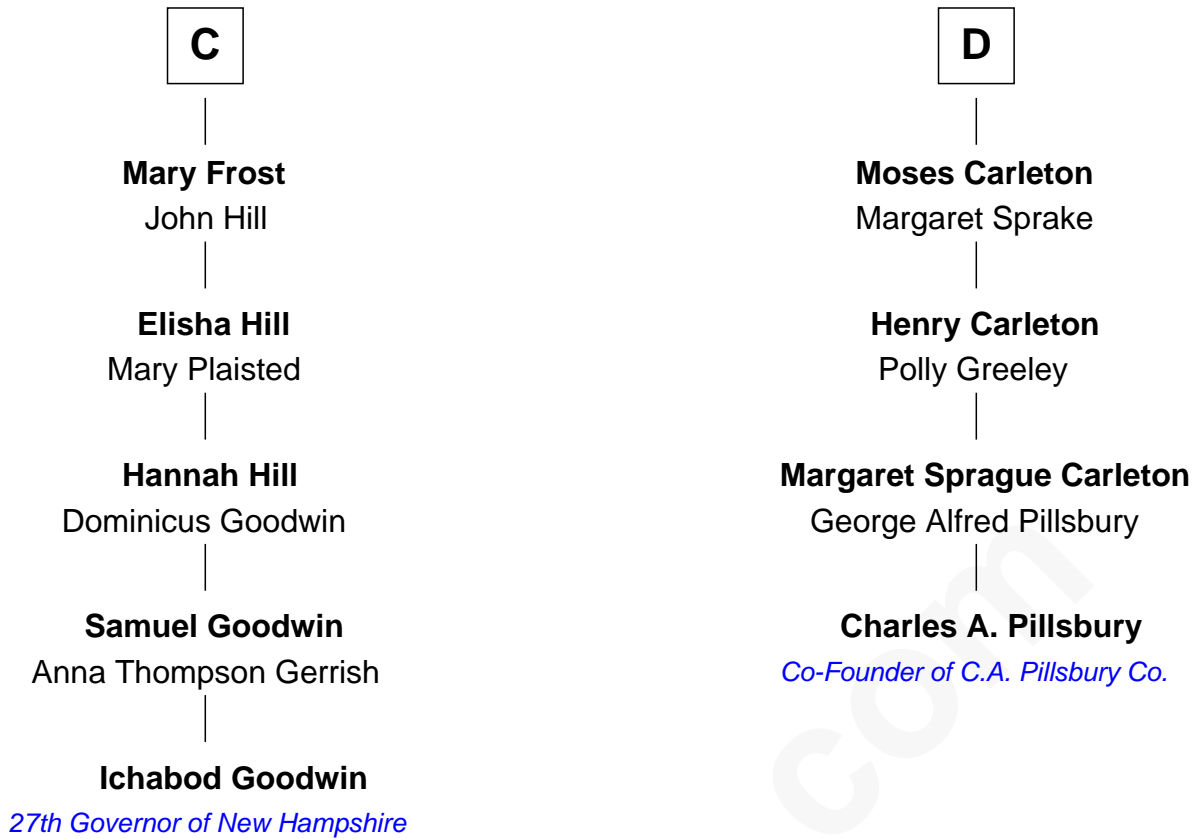 C
Mary Frost
John Hill
Elisha Hill
Mary Plaisted
Hannah Hill
Dominicus Goodwin
Samuel Goodwin
Anna Thompson Gerrish
Ichabod Goodwin
27th Governor of New Hampshire
D
Moses Carleton
Margaret Sprake
Henry Carleton
Polly Greeley
Margaret Sprague Carleton
George Alfred Pillsbury
Charles A. Pillsbury
Co-Founder of C.A. Pillsbury Co.
com